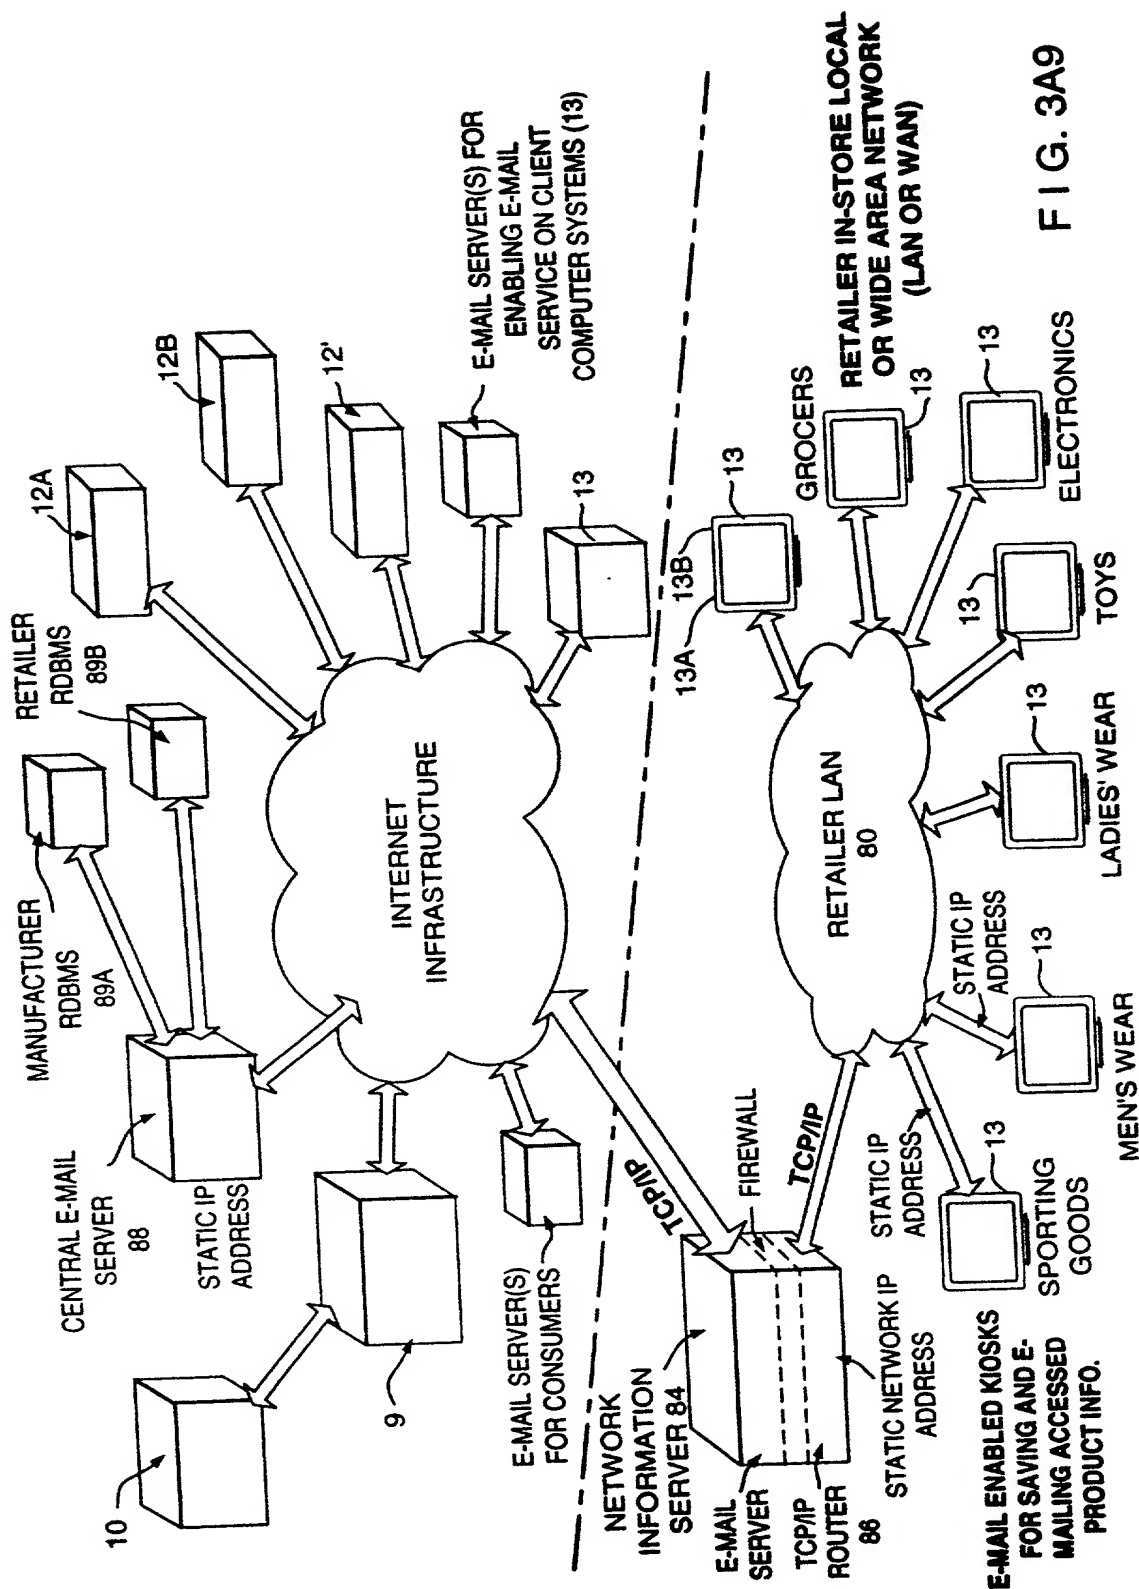 MANUFACTURER
RDBMS
89A
RETAILER
RDBMS
89B
12A
12B
12'
CENTRAL E-MAIL
SERVER
88
STATIC IP
ADDRESS
10
9
INTERNET
INFRASTRUCTURE
E-MAIL SERVER(S) FOR
ENABLING E-MAIL
SERVICE ON CLIENT
COMPUTER SYSTEMS (13)
13
E-MAIL SERVER(S)
FOR CONSUMERS
TCP/IP
NETWORK
INFORMATION
SERVER 84
E-MAIL
SERVER
TCP/IP
ROUTER
86
FIREWALL
TCP/IP
STATIC NETWORK IP
ADDRESS
RETAILER LAN
80
13A
13B
13
GROCERS
13
RETAILER IN-STORE LOCAL
OR WIDE AREA NETWORK
(LAN OR WAN)
13
ELECTRONICS
13
TOYS
13
LADIES' WEAR
STATIC IP
ADDRESS
13
MEN'S WEAR
STATIC IP
ADDRESS
13
SPORTING
GOODS
E-MAIL ENABLED KIOSKS
FOR SAVING AND E-
MAILING ACCESSED
PRODUCT INFO.
FIG. 3A9